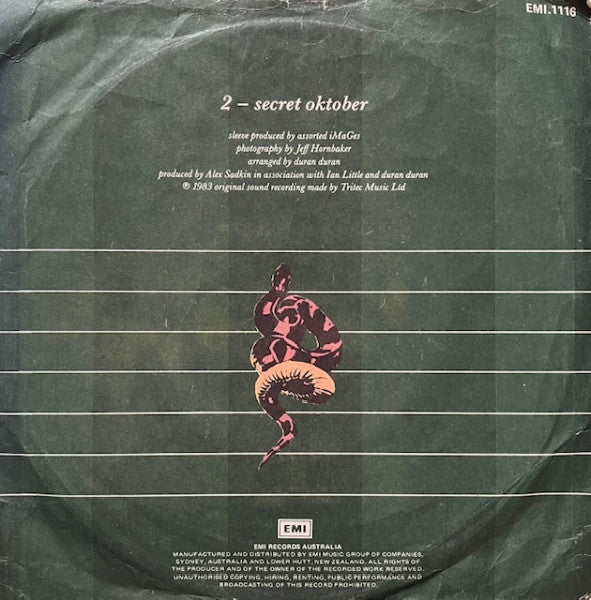 EMI.1116
2 – secret oktober
sleeve produced by assorted iMaGes
photography by Jeff Hornbaker
arranged by duran duran
produced by Alex Sadkin in association with Ian Little and duran duran
℗ 1983 original sound recording made by Tritec Music Ltd
EMI
EMI RECORDS AUSTRALIA
MANUFACTURED AND DISTRIBUTED BY EMI MUSIC GROUP OF COMPANIES,
SYDNEY, AUSTRALIA AND LOWER HUTT, NEW ZEALAND. ALL RIGHTS OF
THE PRODUCER AND OF THE OWNER OF THE RECORDED WORK RESERVED.
UNAUTHORISED COPYING, HIRING, RENTING, PUBLIC PERFORMANCE AND
BROADCASTING OF THIS RECORD PROHIBITED.